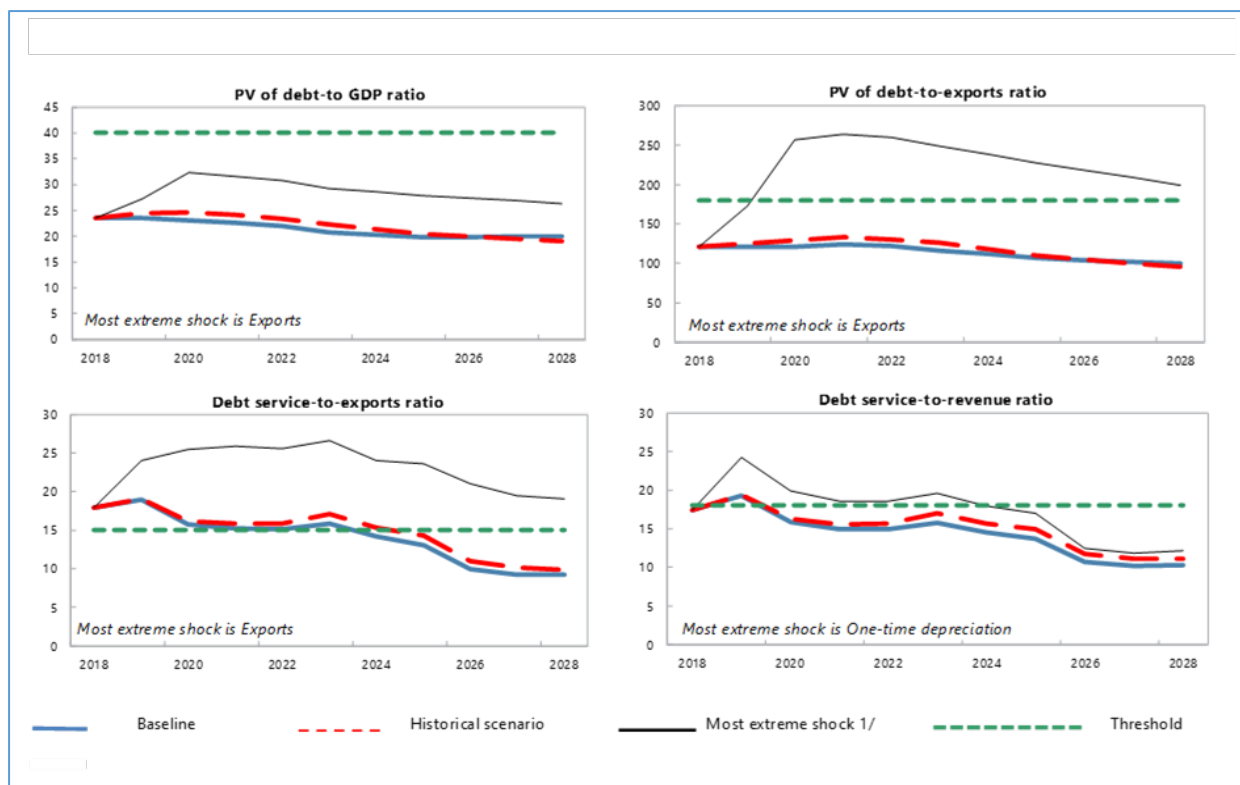 PV of debt-to GDP ratio
45
40
35
30
25
20
15
10
5
0
Most extreme shock is Exports
2018 2020 2022 2024 2026 2028
PV of debt-to-exports ratio
300
250
200
150
100
50
0
Most extreme shock is Exports
2018 2020 2022 2024 2026 2028
Debt service-to-exports ratio
30
25
20
15
10
5
0
Most extreme shock is Exports
2018 2020 2022 2024 2026 2028
Debt service-to-revenue ratio
30
25
20
15
10
5
0
Most extreme shock is One-time depreciation
2018 2020 2022 2024 2026 2028
Baseline Historical scenario Most extreme shock 1/ Threshold